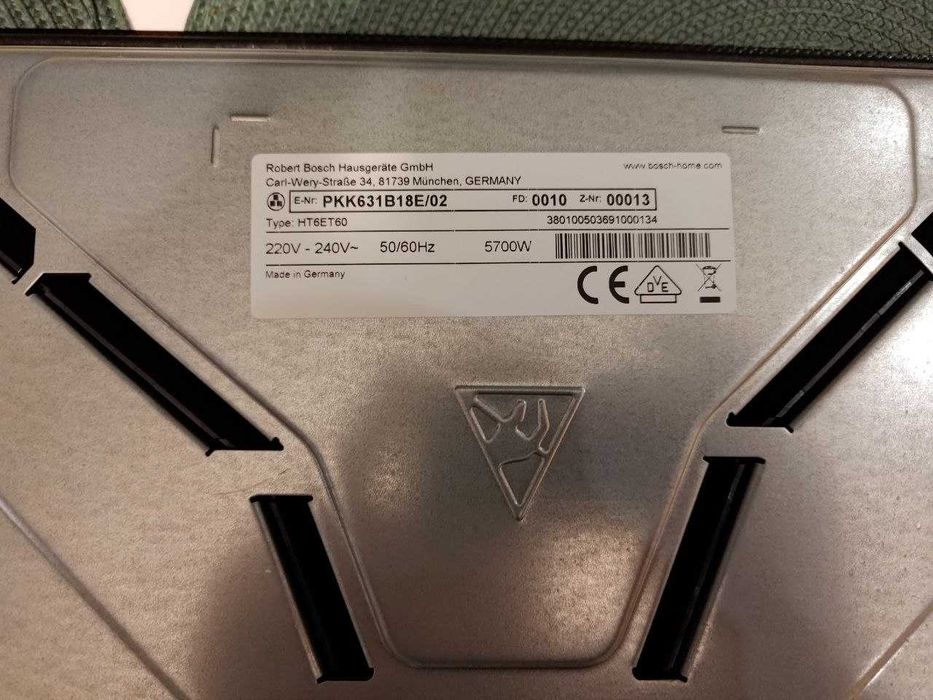 Robert Bosch Hausgeräte GmbH www.bosch-home.com
Carl-Wery-Straße 34, 81739 München, GERMANY
E-Nr: PKK631B18E/02 FD: 0010 Z-Nr: 00013
Type: HT6ET60 380100503691000134
220V - 240V~ 50/60Hz 5700W
Made in Germany
CE DVE